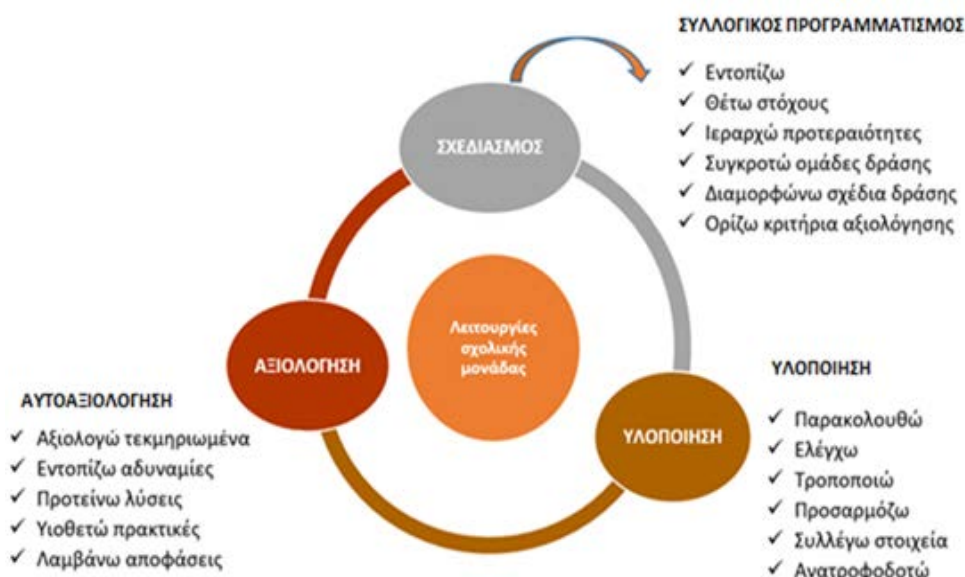 ΣΥΛΛΟΓΙΚΟΣ ΠΡΟΓΡΑΜΜΑΤΙΣΜΟΣ
✓ Εντοπίζω
✓ Θέτω στόχους
✓ Ιεραρχώ προτεραιότητες
✓ Συγκροτώ ομάδες δράσης
✓ Διαμορφώνω σχέδια δράσης
✓ Ορίζω κριτήρια αξιολόγησης
ΣΧΕΔΙΑΣΜΟΣ
Λειτουργίες
σχολικής
μονάδας
ΑΞΙΟΛΟΓΗΣΗ
ΥΛΟΠΟΙΗΣΗ
ΥΛΟΠΟΙΗΣΗ
✓ Παρακολουθώ
✓ Ελέγχω
✓ Τροποποιώ
✓ Προσαρμόζω
✓ Συλλέγω στοιχεία
✓ Ανατροφοδοτώ
ΑΥΤΟΑΞΙΟΛΟΓΗΣΗ
✓ Αξιολογώ τεκμηριωμένα
✓ Εντοπίζω αδυναμίες
✓ Προτείνω λύσεις
✓ Υιοθετώ πρακτικές
✓ Λαμβάνω αποφάσεις